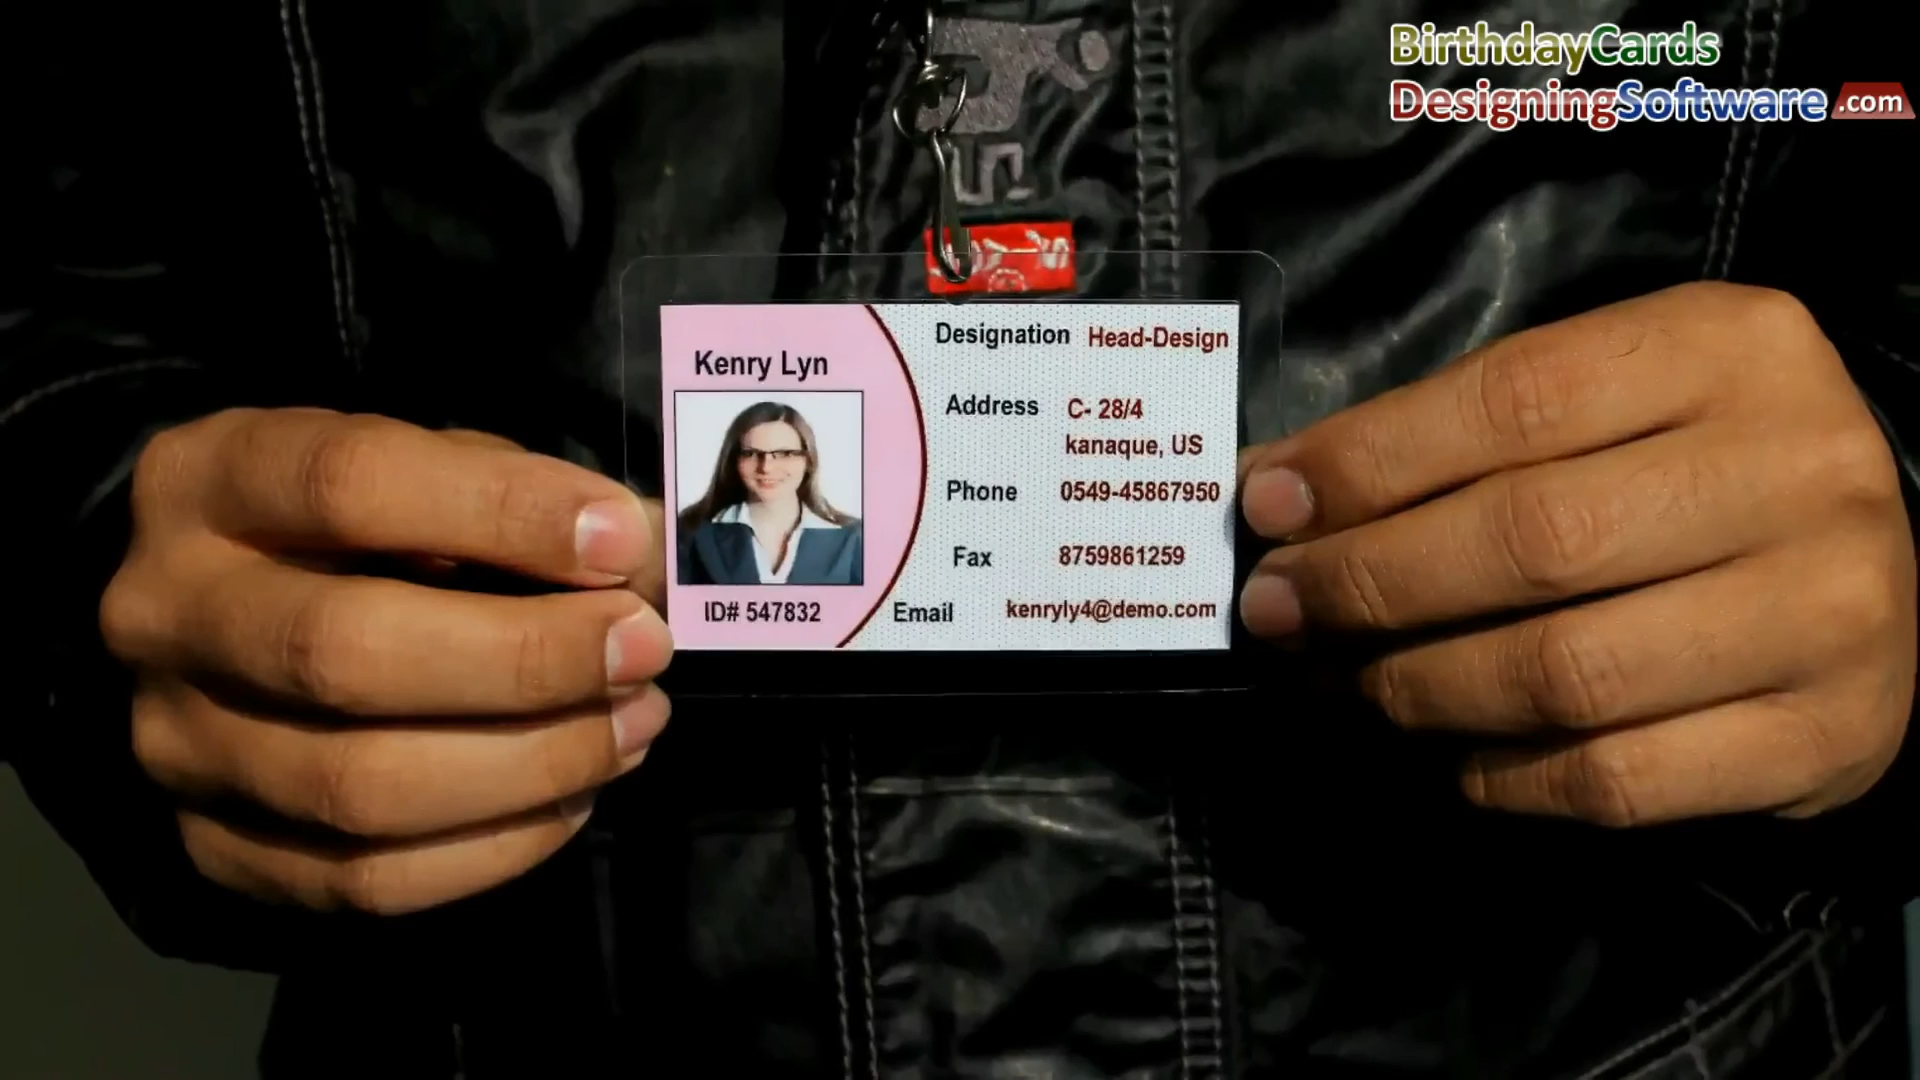 BirthdayCards
DesigningSoftware.com
Kenry Lyn
ID# 547832
Designation Head-Design
Address C- 28/4
kanaque, US
Phone 0549-45867950
Fax 8759861259
Email kenryly4@demo.com